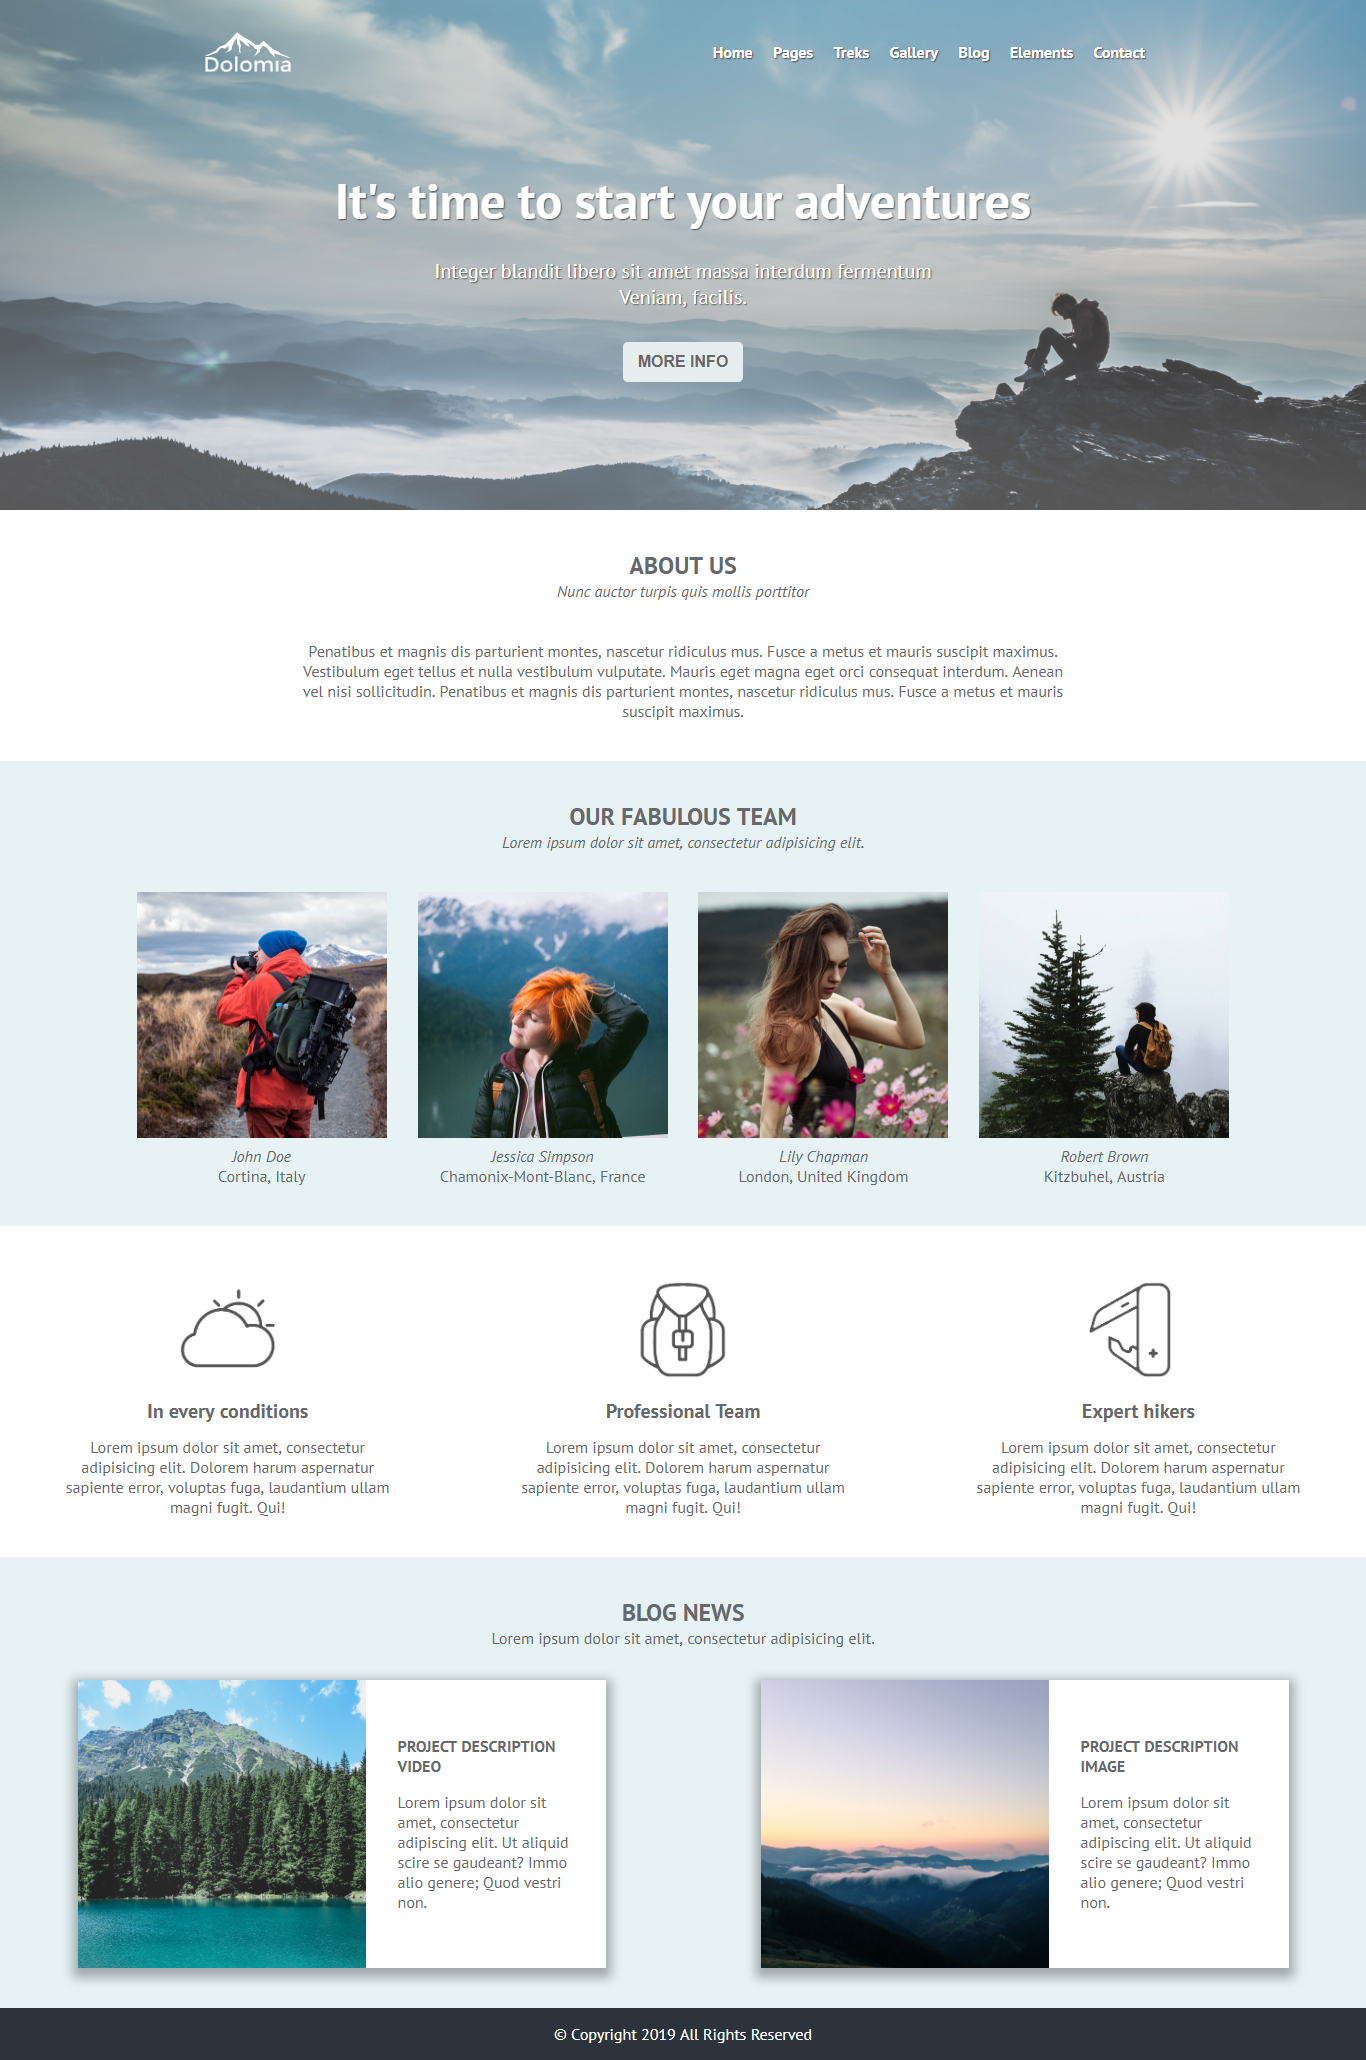 Dolomia
Home Pages Treks Gallery Blog Elements Contact
It's time to start your adventures
Integer blandit libero sit amet massa interdum fermentum
Veniam, facilis.
MORE INFO
ABOUT US
Nunc auctor turpis quis mollis porttitor
Penatibus et magnis dis parturient montes, nascetur ridiculus mus. Fusce a metus et mauris suscipit maximus.
Vestibulum eget tellus et nulla vestibulum vulputate. Mauris eget magna eget orci consequat interdum. Aenean
vel nisi sollicitudin. Penatibus et magnis dis parturient montes, nascetur ridiculus mus. Fusce a metus et mauris
suscipit maximus.
OUR FABULOUS TEAM
Lorem ipsum dolor sit amet, consectetur adipisicing elit.
John Doe
Cortina, Italy
Jessica Simpson
Chamonix-Mont-Blanc, France
Lily Chapman
London, United Kingdom
Robert Brown
Kitzbuhel, Austria
In every conditions
Lorem ipsum dolor sit amet, consectetur
adipisicing elit. Dolorem harum aspernatur
sapiente error, voluptas fuga, laudantium ullam
magni fugit. Qui!
Professional Team
Lorem ipsum dolor sit amet, consectetur
adipisicing elit. Dolorem harum aspernatur
sapiente error, voluptas fuga, laudantium ullam
magni fugit. Qui!
Expert hikers
Lorem ipsum dolor sit amet, consectetur
adipisicing elit. Dolorem harum aspernatur
sapiente error, voluptas fuga, laudantium ullam
magni fugit. Qui!
BLOG NEWS
Lorem ipsum dolor sit amet, consectetur adipisicing elit.
PROJECT DESCRIPTION
VIDEO
Lorem ipsum dolor sit
amet, consectetur
adipiscing elit. Ut aliquid
scire se gaudeant? Immo
alio genere; Quod vestri
non.
PROJECT DESCRIPTION
IMAGE
Lorem ipsum dolor sit
amet, consectetur
adipiscing elit. Ut aliquid
scire se gaudeant? Immo
alio genere; Quod vestri
non.
© Copyright 2019 All Rights Reserved